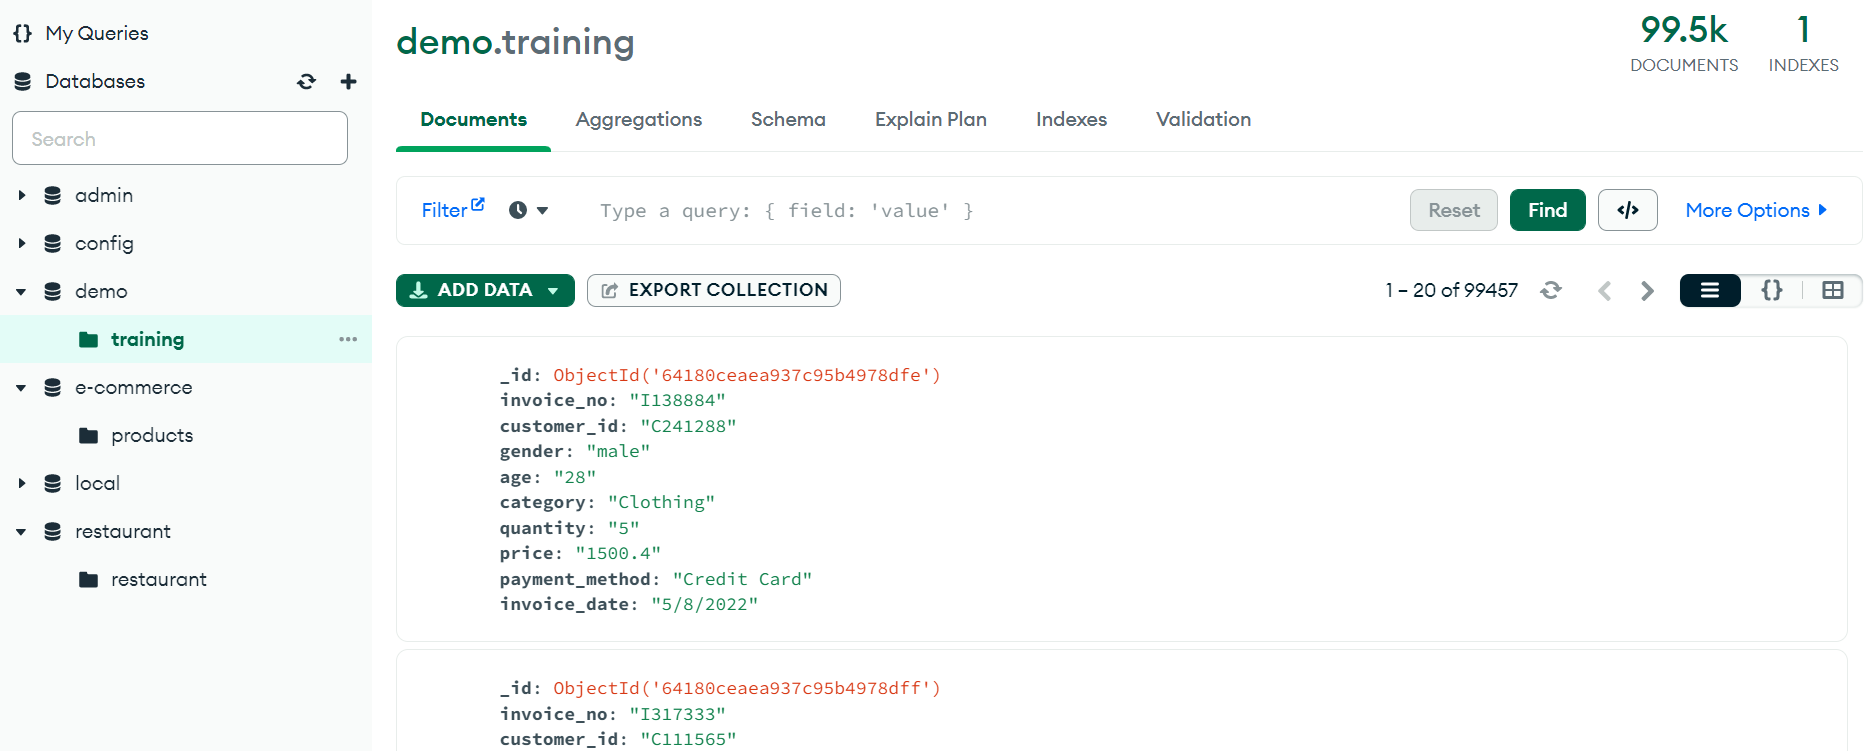 My Queries
Databases
Search
admin
config
demo
training
e-commerce
products
local
restaurant
restaurant
demo.training
99.5k
DOCUMENTS
1
INDEXES
Documents
Aggregations
Schema
Explain Plan
Indexes
Validation
Filter
Type a query: { field: 'value' }
Reset
Find
</>
More Options
ADD DATA
EXPORT COLLECTION
1 – 20 of 99457
{}
_id: ObjectId('64180ceaea937c95b4978dfe')
invoice_no: "I138884"
customer_id: "C241288"
gender: "male"
age: "28"
category: "Clothing"
quantity: "5"
price: "1500.4"
payment_method: "Credit Card"
invoice_date: "5/8/2022"
_id: ObjectId('64180ceaea937c95b4978dff')
invoice_no: "I317333"
customer_id: "C111565"